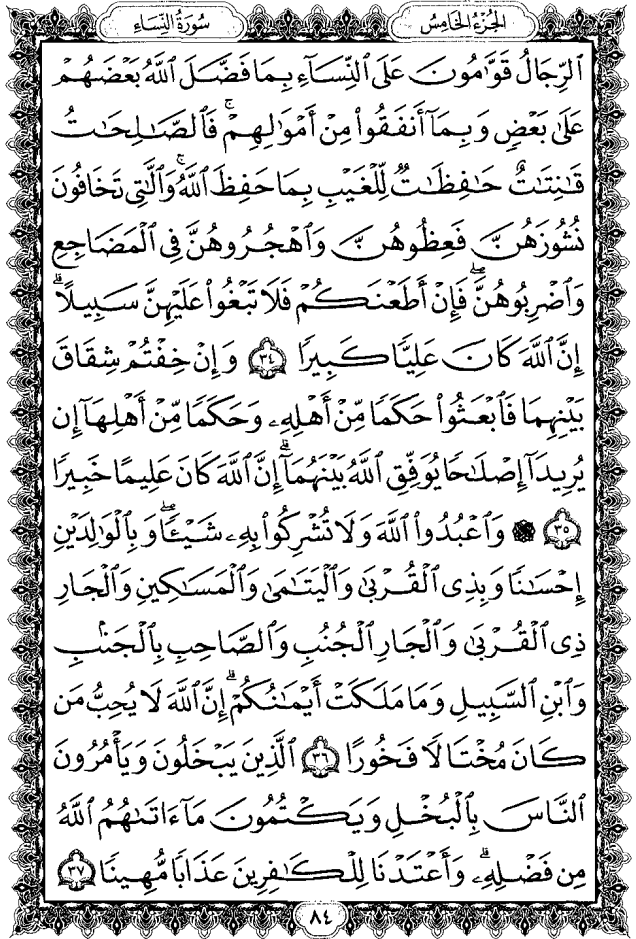 الجزء الخامس
سورة النساء
ٱلرِّجَالُ قَوَّٰمُونَ عَلَى ٱلنِّسَآءِ بِمَا فَضَّلَ ٱللَّهُ بَعْضَهُمْ
عَلَىٰ بَعْضٍ وَبِمَآ أَنفَقُوا۟ مِنْ أَمْوَٰلِهِمْ ۚ فَٱلصَّـٰلِحَـٰتُ
قَـٰنِتَـٰتٌ حَـٰفِظَـٰتٌ لِّلْغَيْبِ بِمَا حَفِظَ ٱللَّهُ ۚ وَٱلَّـٰتِى تَخَافُونَ
نُشُوزَهُنَّ فَعِظُوهُنَّ وَٱهْجُرُوهُنَّ فِى ٱلْمَضَاجِعِ
وَٱضْرِبُوهُنَّ ۖ فَإِنْ أَطَعْنَكُمْ فَلَا تَبْغُوا۟ عَلَيْهِنَّ سَبِيلًا ۗ
إِنَّ ٱللَّهَ كَانَ عَلِيًّا كَبِيرًا ٣٤ وَإِنْ خِفْتُمْ شِقَاقَ
بَيْنِهِمَا فَٱبْعَثُوا۟ حَكَمًا مِّنْ أَهْلِهِۦ وَحَكَمًا مِّنْ أَهْلِهَآ إِن
يُرِيدَآ إِصْلَـٰحًا يُوَفِّقِ ٱللَّهُ بَيْنَهُمَآ ۗ إِنَّ ٱللَّهَ كَانَ عَلِيمًا خَبِيرًا
٣٥ ۞ وَٱعْبُدُوا۟ ٱللَّهَ وَلَا تُشْرِكُوا۟ بِهِۦ شَيْـًٔا ۖ وَبِٱلْوَٰلِدَيْنِ
إِحْسَـٰنًا وَبِذِى ٱلْقُرْبَىٰ وَٱلْيَتَـٰمَىٰ وَٱلْمَسَـٰكِينِ وَٱلْجَارِ
ذِى ٱلْقُرْبَىٰ وَٱلْجَارِ ٱلْجُنُبِ وَٱلصَّاحِبِ بِٱلْجَنۢبِ
وَٱبْنِ ٱلسَّبِيلِ وَمَا مَلَكَتْ أَيْمَـٰنُكُمْ ۗ إِنَّ ٱللَّهَ لَا يُحِبُّ مَن
كَانَ مُخْتَالًا فَخُورًا ٣٦ ٱلَّذِينَ يَبْخَلُونَ وَيَأْمُرُونَ
ٱلنَّاسَ بِٱلْبُخْلِ وَيَكْتُمُونَ مَآ ءَاتَىٰهُمُ ٱللَّهُ
مِن فَضْلِهِۦ ۗ وَأَعْتَدْنَا لِلْكَـٰفِرِينَ عَذَابًا مُّهِينًا ٣٧
٨٤